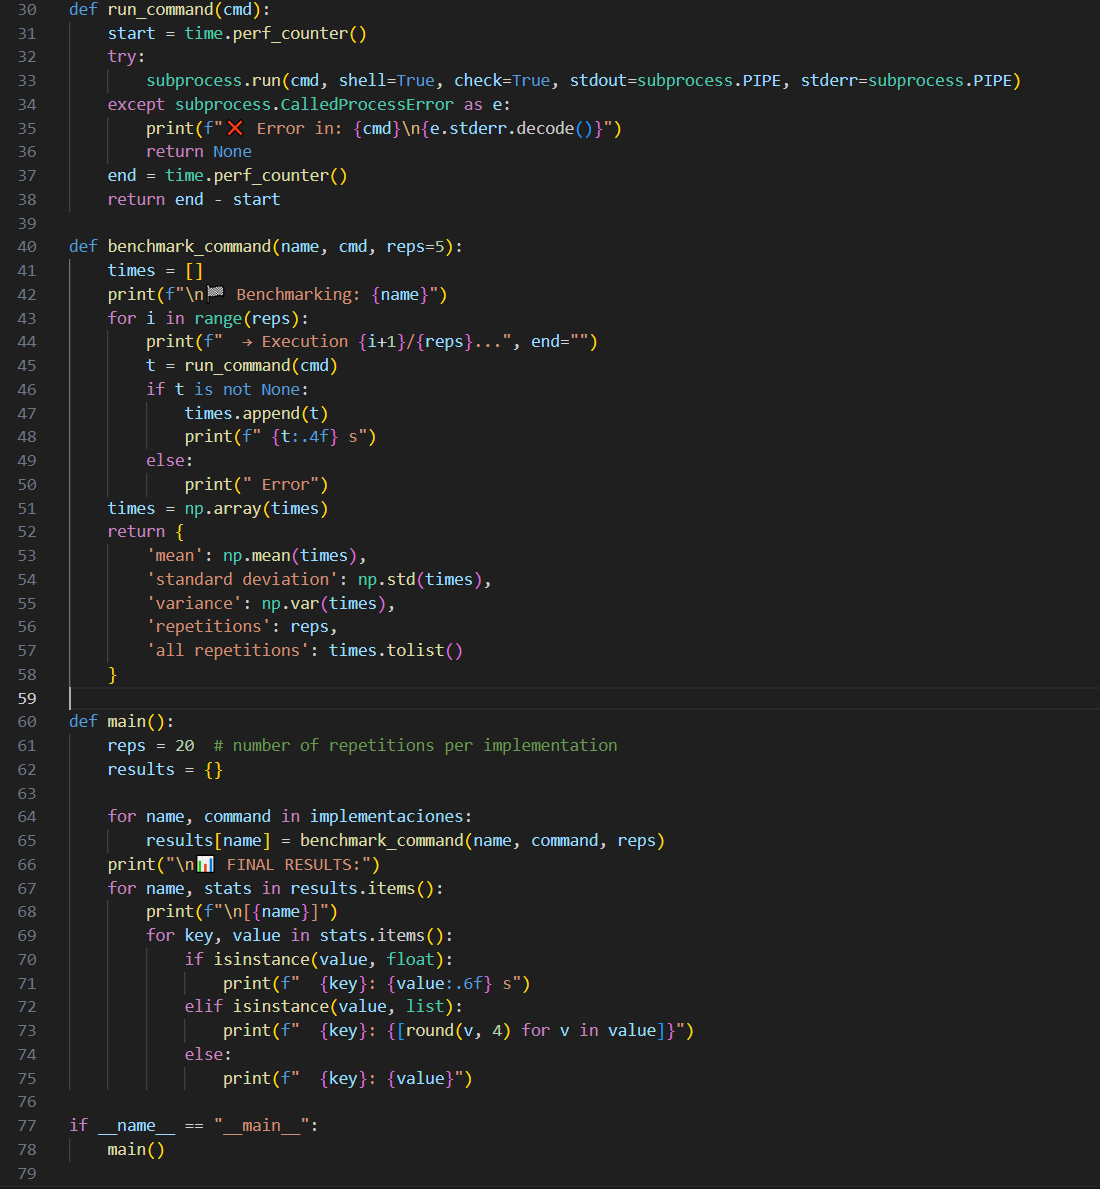 30 def run_command(cmd):
31     start = time.perf_counter()
32     try:
33         subprocess.run(cmd, shell=True, check=True, stdout=subprocess.PIPE, stderr=subprocess.PIPE)
34     except subprocess.CalledProcessError as e:
35         print(f"❌ Error in: {cmd}\n{e.stderr.decode()}")
36         return None
37     end = time.perf_counter()
38     return end - start
39
40 def benchmark_command(name, cmd, reps=5):
41     times = []
42     print(f"\n🏁 Benchmarking: {name}")
43     for i in range(reps):
44         print(f"  → Execution {i+1}/{reps}...", end="")
45         t = run_command(cmd)
46         if t is not None:
47             times.append(t)
48             print(f" {t:.4f} s")
49         else:
50             print(" Error")
51     times = np.array(times)
52     return {
53         'mean': np.mean(times),
54         'standard deviation': np.std(times),
55         'variance': np.var(times),
56         'repetitions': reps,
57         'all repetitions': times.tolist()
58     }
59
60 def main():
61     reps = 20  # number of repetitions per implementation
62     results = {}
63
64     for name, command in implementaciones:
65         results[name] = benchmark_command(name, command, reps)
66     print("\n📊 FINAL RESULTS:")
67     for name, stats in results.items():
68         print(f"\n[{name}]")
69         for key, value in stats.items():
70             if isinstance(value, float):
71                 print(f"  {key}: {value:.6f} s")
72             elif isinstance(value, list):
73                 print(f"  {key}: {[round(v, 4) for v in value]}")
74             else:
75                 print(f"  {key}: {value}")
76
77 if __name__ == "__main__":
78     main()
79